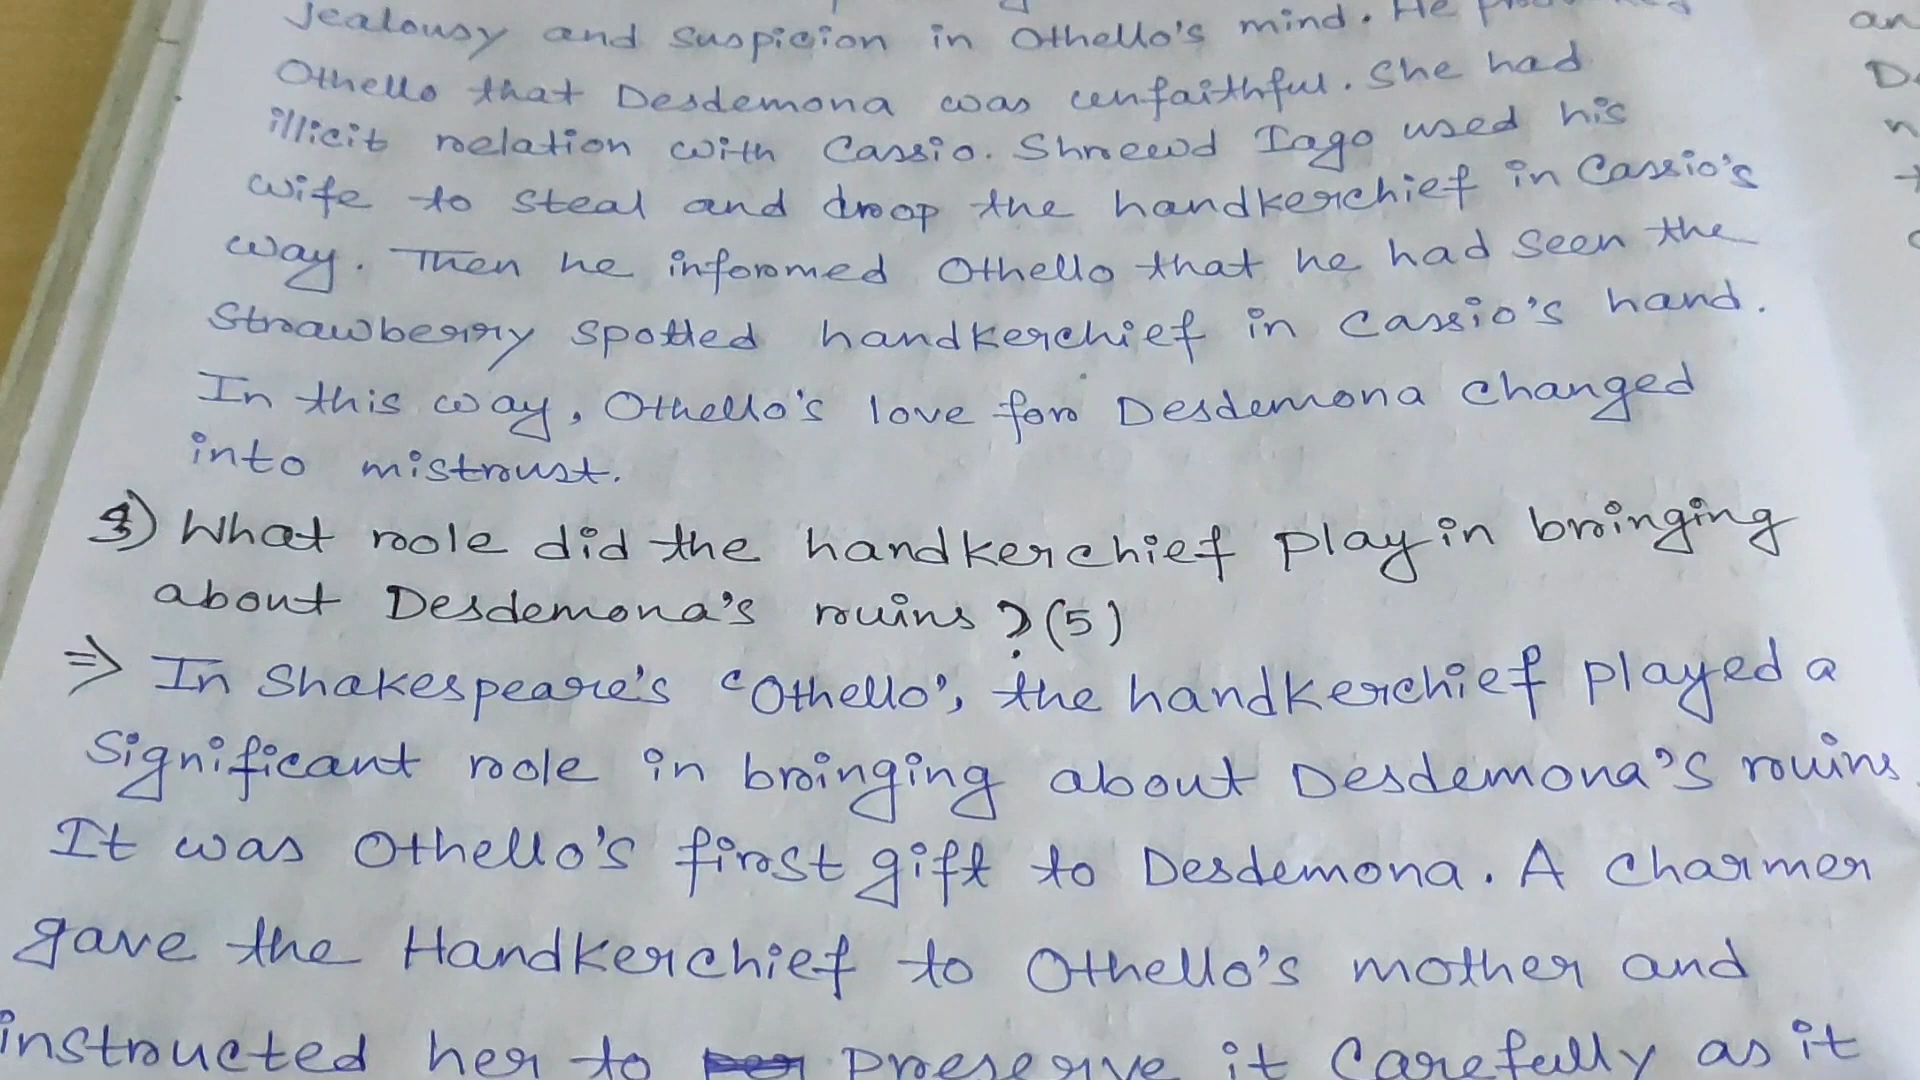 Jealousy and suspicion in Othello's mind. He
Othello that Desdemona was unfaithful. She had
illicit relation with Cassio. Shrewd Iago used his
wife to steal and drop the handkerchief in Cassio's
way. Then he informed Othello that he had seen the
Strawberry spotted handkerchief in Cassio's hand.
In this way, Othello's love for Desdemona changed
into mistrust.
3) What role did the handkerchief play in bringing
about Desdemona's ruins? (5)
⇒ In Shakespeare's 'Othello', the handkerchief played a
Significant role in bringing about Desdemona's ruins
It was Othello's first gift to Desdemona. A Charmer
gave the Handkerchief to Othello's mother and
instructed her to preserve it Carefully as it